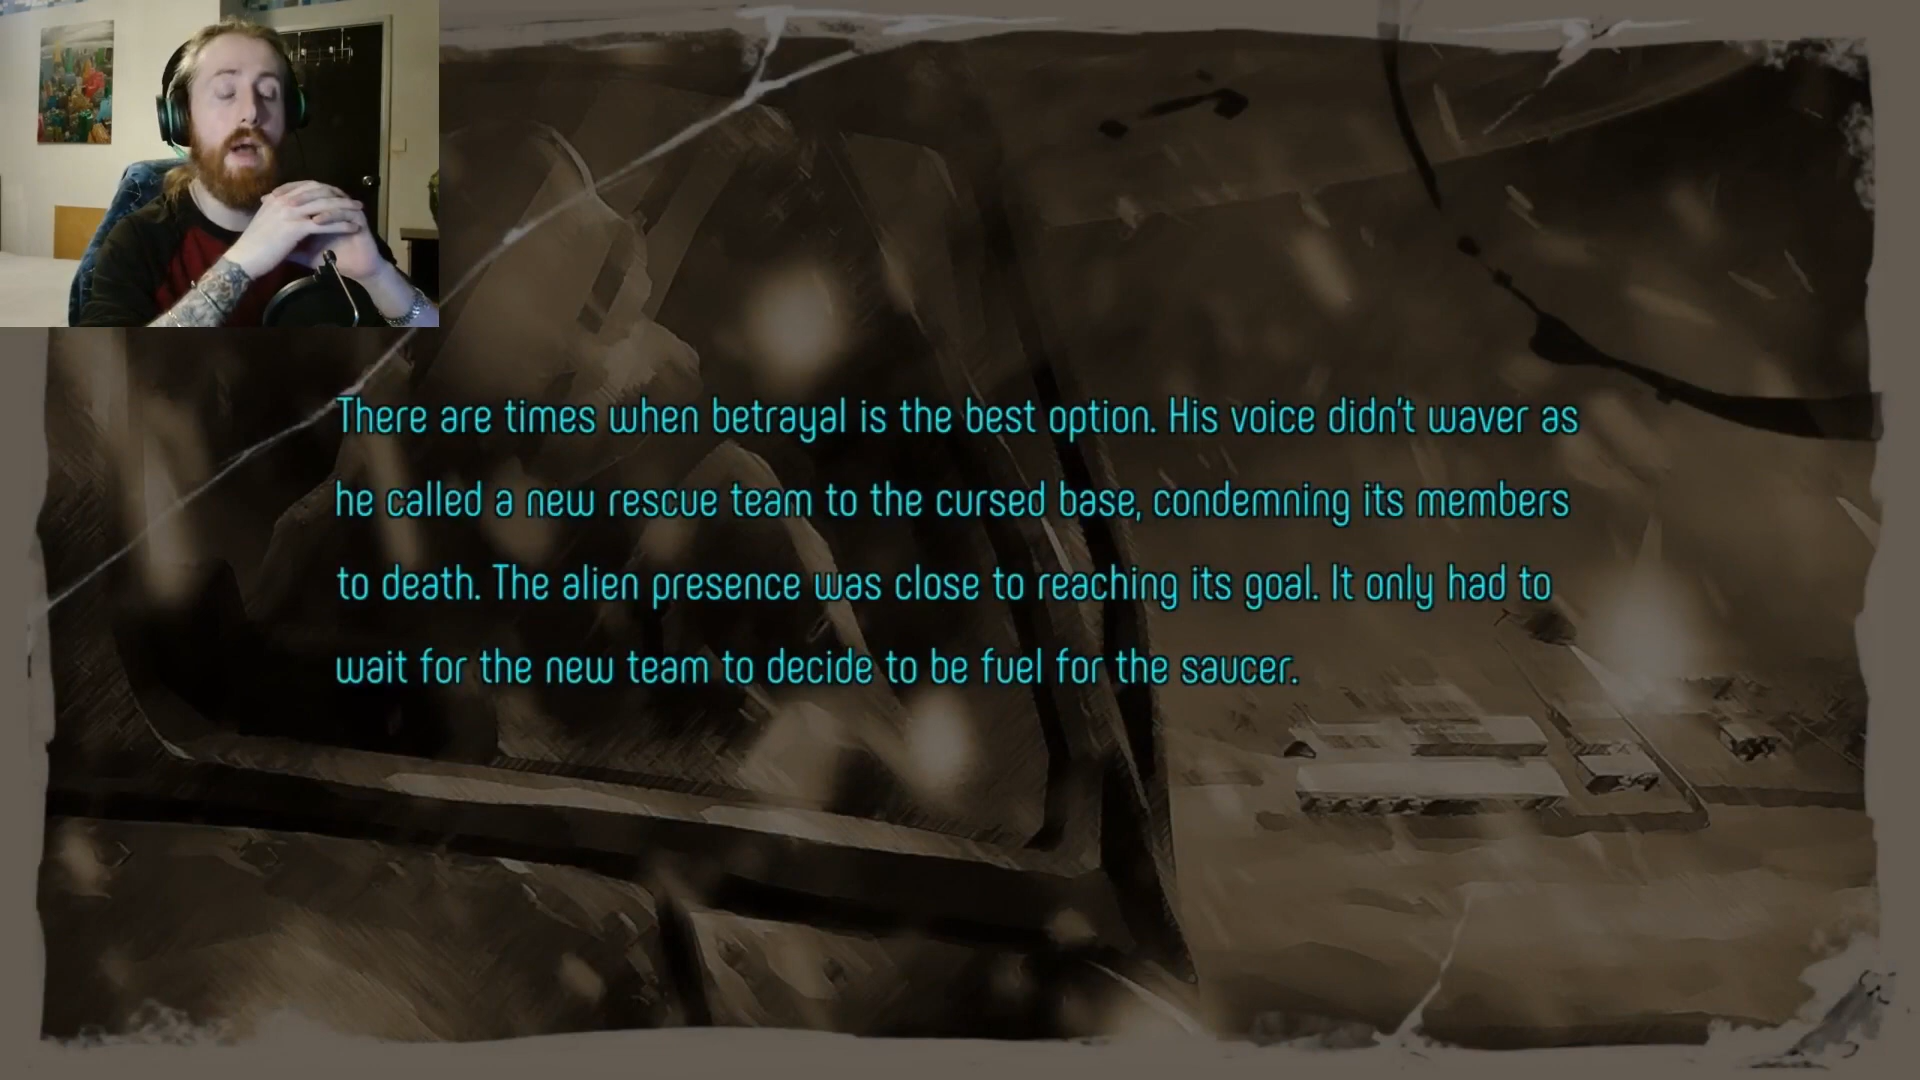 There are times when betrayal is the best option. His voice didn't waver as
he called a new rescue team to the cursed base, condemning its members
to death. The alien presence was close to reaching its goal. It only had to
wait for the new team to decide to be fuel for the saucer.